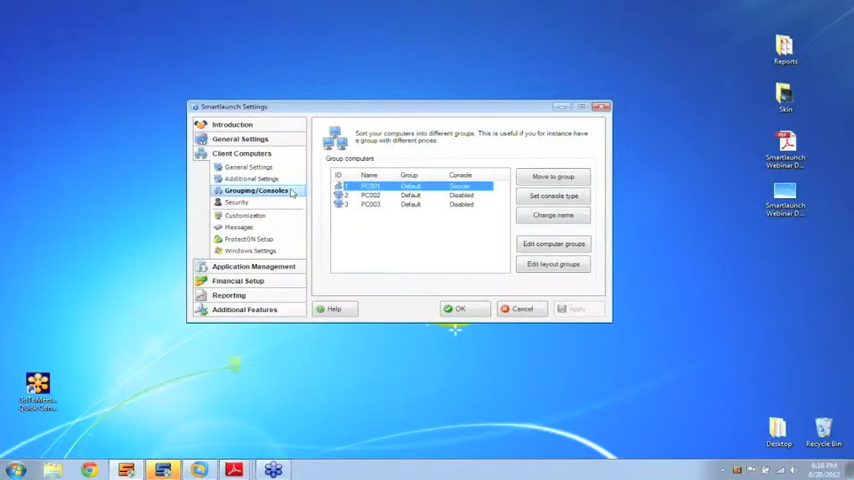 Smartlaunch Settings
Introduction
General Settings
Client Computers
General Settings
Additional Settings
Grouping/Consoles
Security
Customization
Messages
ProtectON Setup
Windows Settings
Application Management
Financial Setup
Reporting
Additional Features
Sort your computers into different groups. This is useful if you for instance
have a group with different prices.
Group computers
ID Name Group Console
1 PC001 Default Soccer
2 PC002 Default Disabled
3 PC003 Default Disabled
Move to group
Set console type
Change name
Edit computer groups
Edit layout groups
Help
OK
Cancel
Apply
Reports
Skin
Smartlaunch
Webinar D...
Smartlaunch
Webinar D...
GoToMeet...
Quick Con...
Desktop
Recycle Bin
6:16 PM
8/20/2012